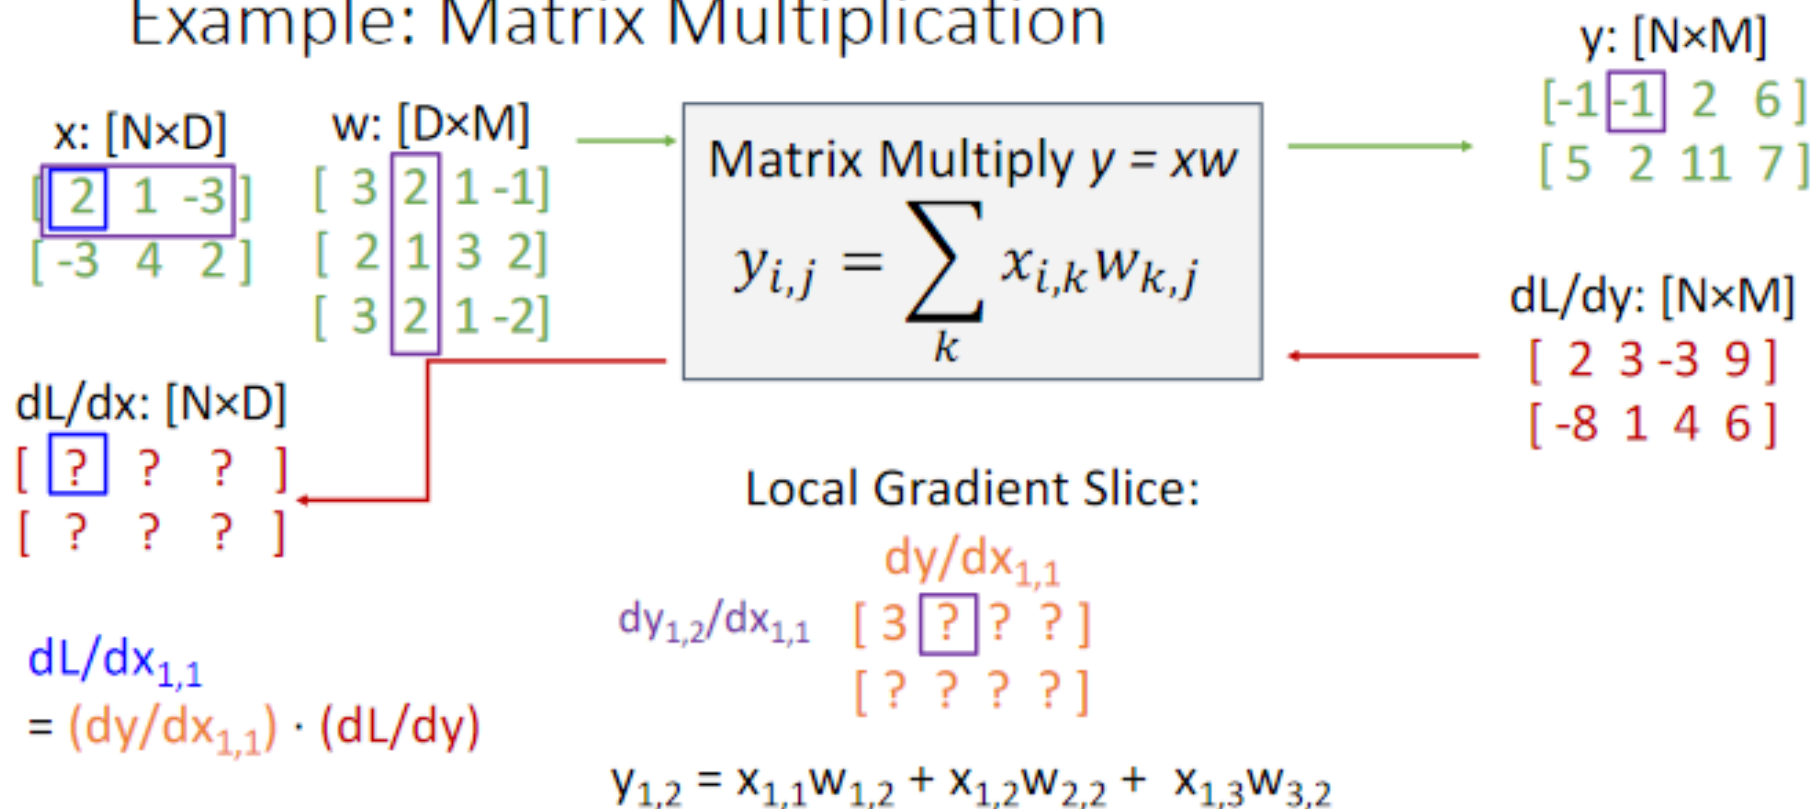 Example: Matrix Multiplication
x: [N×D]
[ 2 1 -3 ]
[ -3 4 2 ]
w: [D×M]
[ 3 2 1 -1]
[ 2 1 3 2]
[ 3 2 1 -2]
Matrix Multiply y = xw
y_{i,j} = ∑_k x_{i,k}w_{k,j}
y: [N×M]
[-1 -1 2 6 ]
[ 5 2 11 7 ]
dL/dy: [N×M]
[ 2 3 -3 9 ]
[ -8 1 4 6 ]
dL/dx: [N×D]
[ ? ? ? ]
[ ? ? ? ]
Local Gradient Slice:
dy/dx_{1,1}
dy_{1,2}/dx_{1,1} [ 3 ? ? ? ]
[ ? ? ? ? ]
dL/dx_{1,1}
= (dy/dx_{1,1}) · (dL/dy)
y_{1,2} = x_{1,1}w_{1,2} + x_{1,2}w_{2,2} + x_{1,3}w_{3,2}